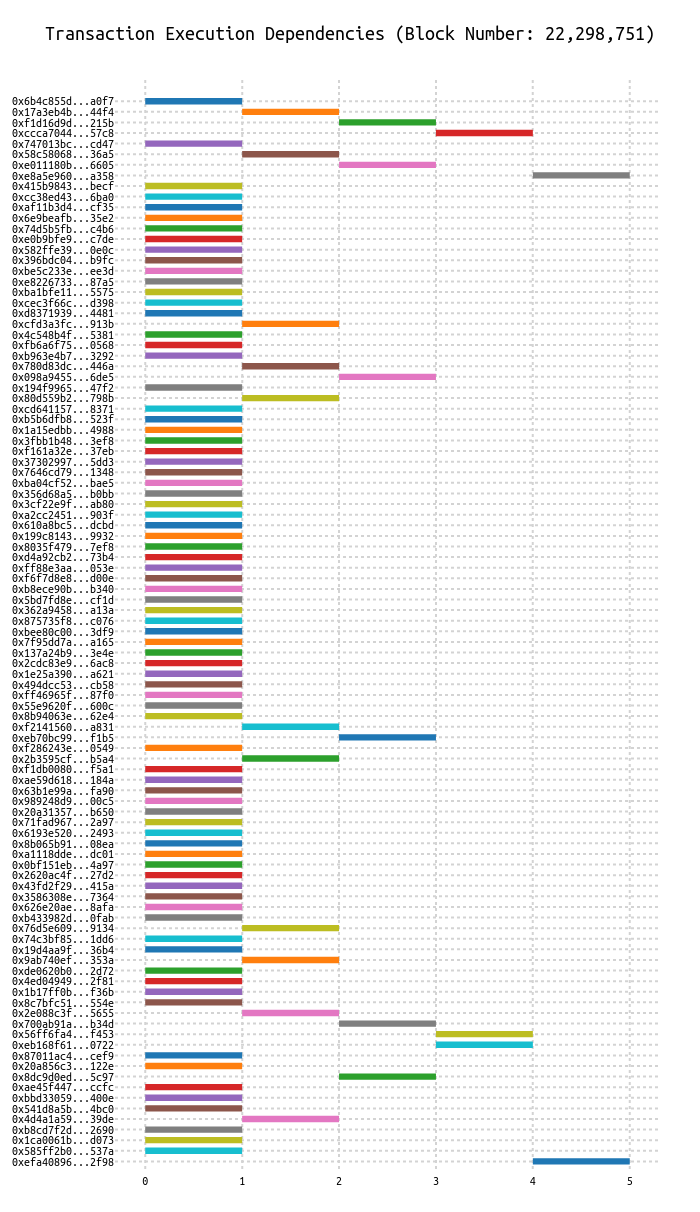 Transaction Execution Dependencies (Block Number: 22,298,751)
0x6b4c855d...a0f7
0x17a3eb4b...44f4
0xf1d16d9d...215b
0xccca7044...57c8
0x747013bc...cd47
0x58c58068...36a5
0xe011180b...6605
0xe8a5e960...a358
0x415b9843...becf
0xcc38ed43...6ba0
0xaf11b3d4...cf35
0x6e9beafb...35e2
0x74d5b5fb...c4b6
0xe0b9bfe9...c7de
0x582ffe39...0e0c
0x396bdc04...b9fc
0xbe5c233e...ee3d
0xe8226733...87a5
0xba1bfe11...5575
0xcec3f66c...d398
0xd8371939...4481
0xcfd3a3fc...913b
0x4c548b4f...5381
0xfb6a6f75...0568
0xb963e4b7...3292
0x780d83dc...446a
0x098a9455...6de5
0x194f9965...47f2
0x80d559b2...798b
0xcd641157...8371
0xb5b6dfb8...523f
0x1a15edbb...4988
0x3fbb1b48...3ef8
0xf161a32e...37eb
0x37302997...5dd3
0x7646cd79...1348
0xba04cf52...bae5
0x356d68a5...b0bb
0x3cf22e9f...ab80
0xa2cc2451...903f
0x610a8bc5...dcbd
0x199c8143...9932
0x8035f479...7ef8
0xd4a92cb2...73b4
0xff88e3aa...053e
0xf6f7d8e8...d00e
0xb8ece90b...b340
0x5bd7fd8e...cf1d
0x362a9458...a13a
0x875735f8...c076
0xbee80c00...3df9
0x7f95dd7a...a165
0x137a24b9...3e4e
0x2cdc83e9...6ac8
0x1e25a390...a621
0x494dcc53...cb58
0xff46965f...87f0
0x55e9620f...600c
0x8b94063e...62e4
0xf2141560...a831
0xeb70bc99...f1b5
0xf286243e...0549
0x2b3595cf...b5a4
0xf1db0080...f5a1
0xae59d618...184a
0x63b1e99a...fa90
0x989248d9...00c5
0x20a31357...b650
0x71fad967...2a97
0x6193e520...2493
0x8b065b91...08ea
0xa1118dde...dc01
0x0bf151eb...4a97
0x2620ac4f...27d2
0x43fd2f29...415a
0x3586308e...7364
0x626e20ae...8afa
0xb433982d...0fab
0x76d5e609...9134
0x74c3bf85...1dd6
0x19d4aa9f...36b4
0x9ab740ef...353a
0xde0620b0...2d72
0x4ed04949...2f81
0x1b17ff0b...f36b
0x8c7bfc51...554e
0x2e088c3f...5655
0x700ab91a...b34d
0x56ff6fa4...f453
0xeb168f61...0722
0x87011ac4...cef9
0x20a856c3...122e
0x8dc9d0ed...5c97
0xae45f447...ccfc
0xbbd33059...400e
0x541d8a5b...4bc0
0x4d4a1a59...39de
0xb8cd7f2d...2690
0x1ca0061b...d073
0x585ff2b0...537a
0xefa40896...2f98
0 1 2 3 4 5